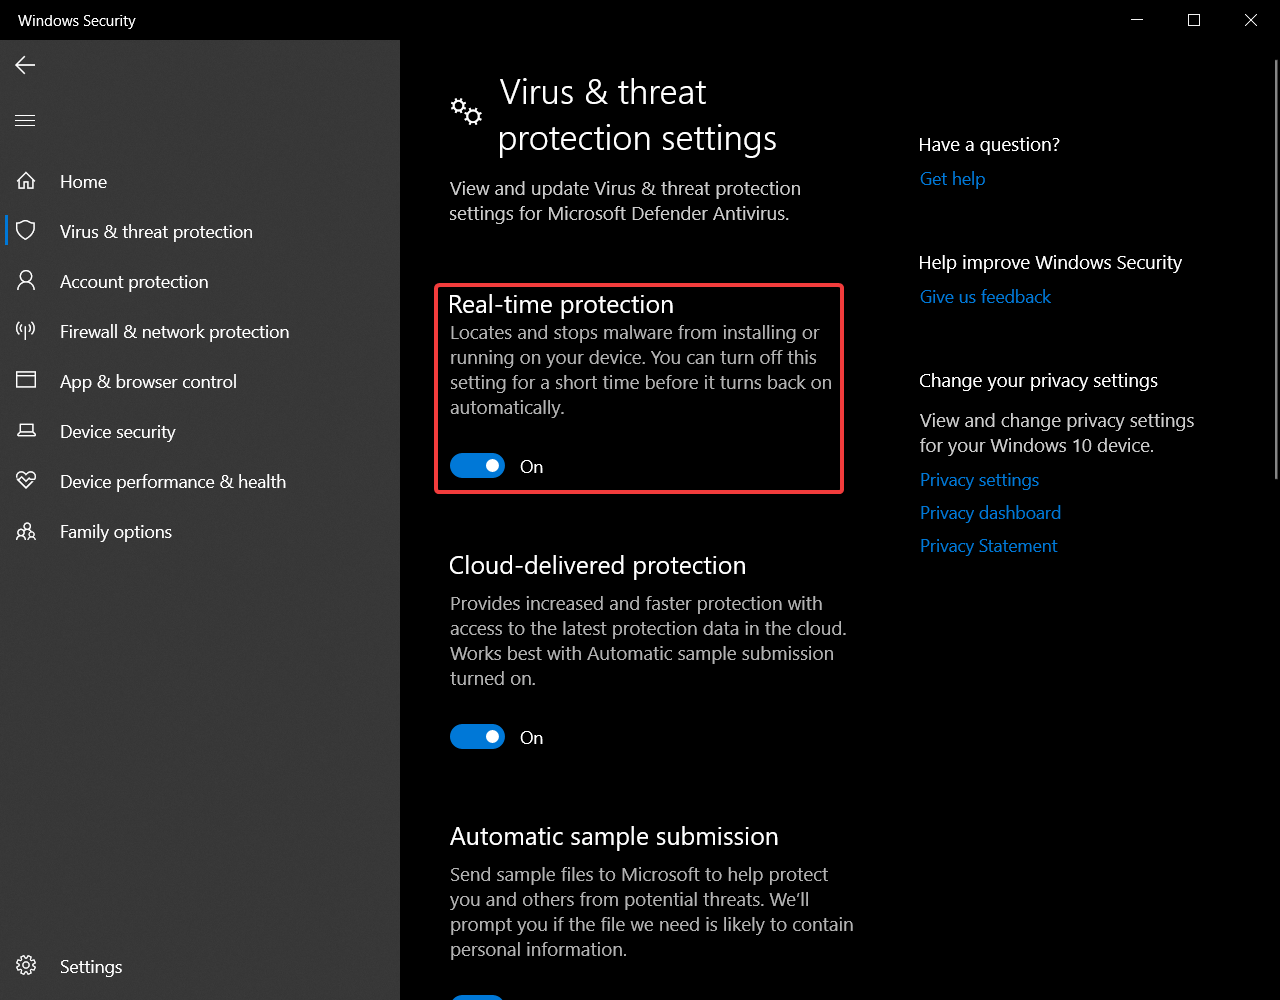 Windows Security
Home
Virus & threat protection
Account protection
Firewall & network protection
App & browser control
Device security
Device performance & health
Family options
Settings
Virus & threat
protection settings
View and update Virus & threat protection
settings for Microsoft Defender Antivirus.
Real-time protection
Locates and stops malware from installing or
running on your device. You can turn off this
setting for a short time before it turns back on
automatically.
On
Cloud-delivered protection
Provides increased and faster protection with
access to the latest protection data in the cloud.
Works best with Automatic sample submission
turned on.
On
Automatic sample submission
Send sample files to Microsoft to help protect
you and others from potential threats. We’ll
prompt you if the file we need is likely to contain
personal information.
Have a question?
Get help
Help improve Windows Security
Give us feedback
Change your privacy settings
View and change privacy settings
for your Windows 10 device.
Privacy settings
Privacy dashboard
Privacy Statement